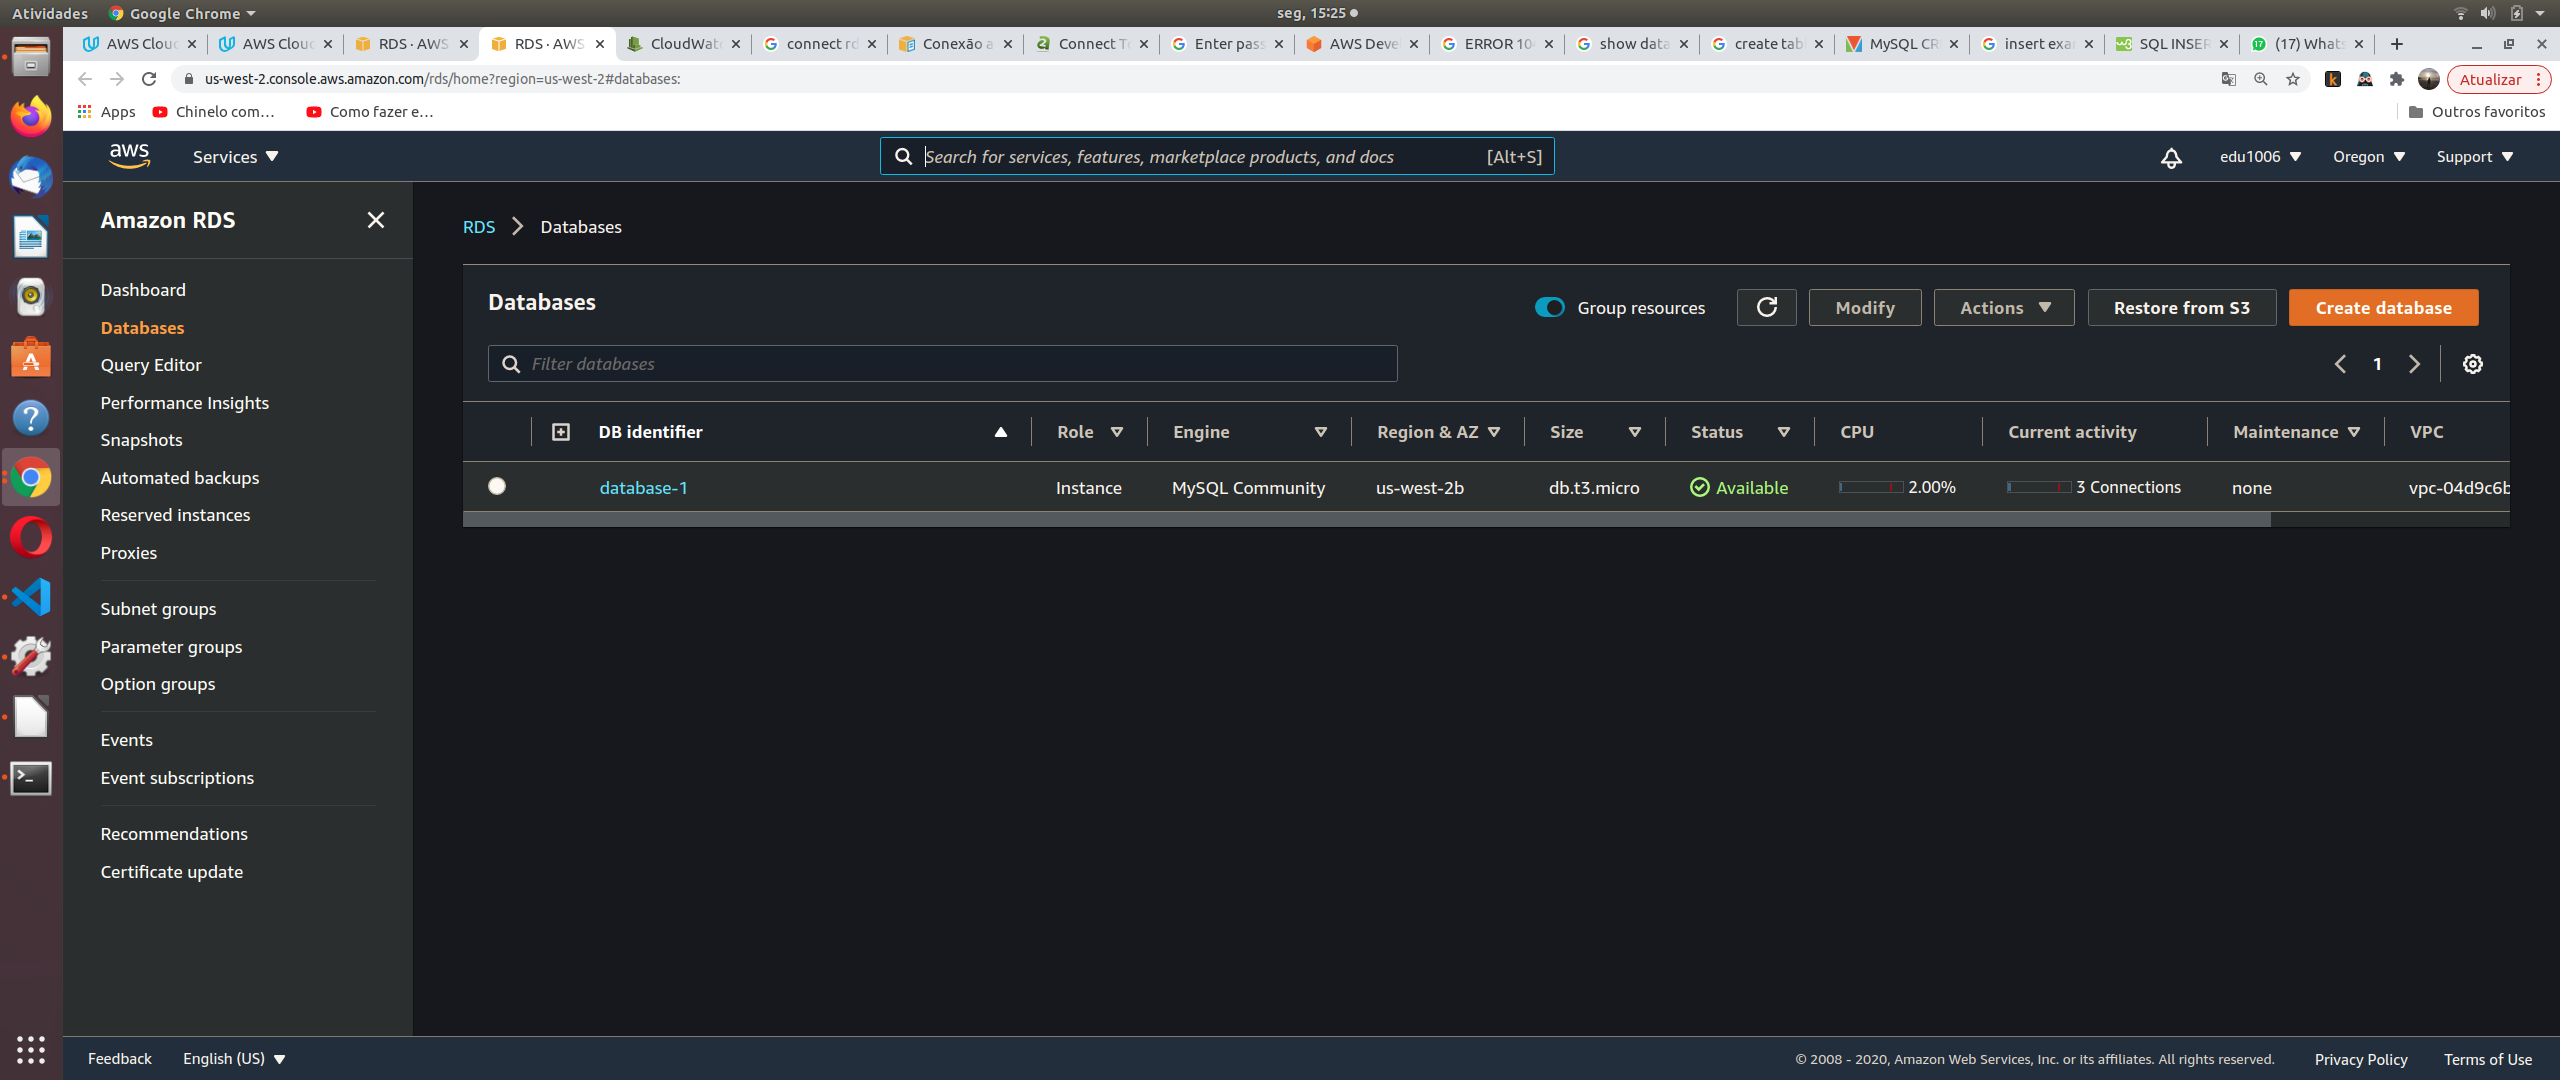 Atividades Google Chrome seg, 15:25
AWS Clou AWS Clou RDS · AWS RDS · AWS CloudWat connect rd Conexão a Connect T Enter pass AWS Deve ERROR 10 show data create tab MySQL CR insert exa SQL INSER (17) Whats
us-west-2.console.aws.amazon.com/rds/home?region=us-west-2#databases: Atualizar
Apps Chinelo com... Como fazer e... Outros favoritos
aws Services Search for services, features, marketplace products, and docs [Alt+S] edu1006 Oregon Support
Amazon RDS
Dashboard
Databases
Query Editor
Performance Insights
Snapshots
Automated backups
Reserved instances
Proxies
Subnet groups
Parameter groups
Option groups
Events
Event subscriptions
Recommendations
Certificate update
RDS Databases
Databases Group resources Modify Actions Restore from S3 Create database
Filter databases 1
DB identifier Role Engine Region & AZ Size Status CPU Current activity Maintenance VPC
database-1 Instance MySQL Community us-west-2b db.t3.micro Available 2.00% 3 Connections none vpc-04d9c6b
Feedback English (US) © 2008 - 2020, Amazon Web Services, Inc. or its affiliates. All rights reserved. Privacy Policy Terms of Use